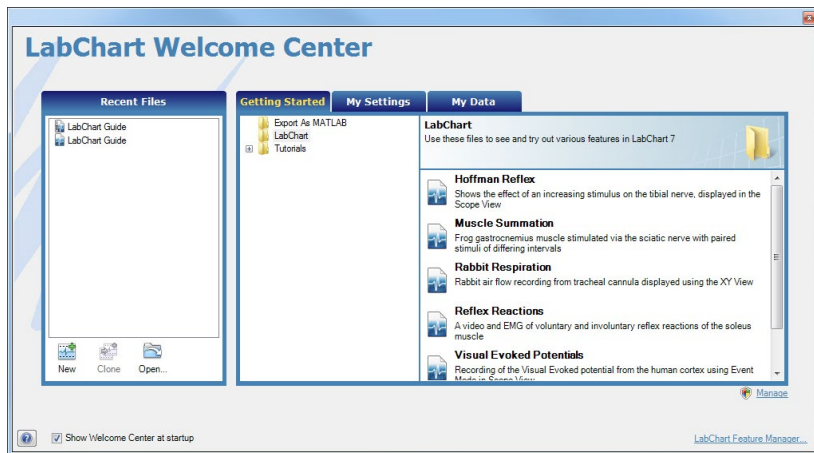 LabChart Welcome Center
Recent Files
LabChart Guide
LabChart Guide
New Clone Open...
Getting Started My Settings My Data
Export As MATLAB
LabChart
Tutorials
LabChart
Use these files to see and try out various features in LabChart 7
Hoffman Reflex
Shows the effect of an increasing stimulus on the tibial nerve, displayed in the
Scope View
Muscle Summation
Frog gastrocnemius muscle stimulated via the sciatic nerve with paired
stimuli of differing intervals
Rabbit Respiration
Rabbit air flow recording from tracheal cannula displayed using the XY View
Reflex Reactions
A video and EMG of voluntary and involuntary reflex reactions of the soleus
muscle
Visual Evoked Potentials
Recording of the Visual Evoked potential from the human cortex using Event
Mode in Scope View
Manage
Show Welcome Center at startup
LabChart Feature Manager...